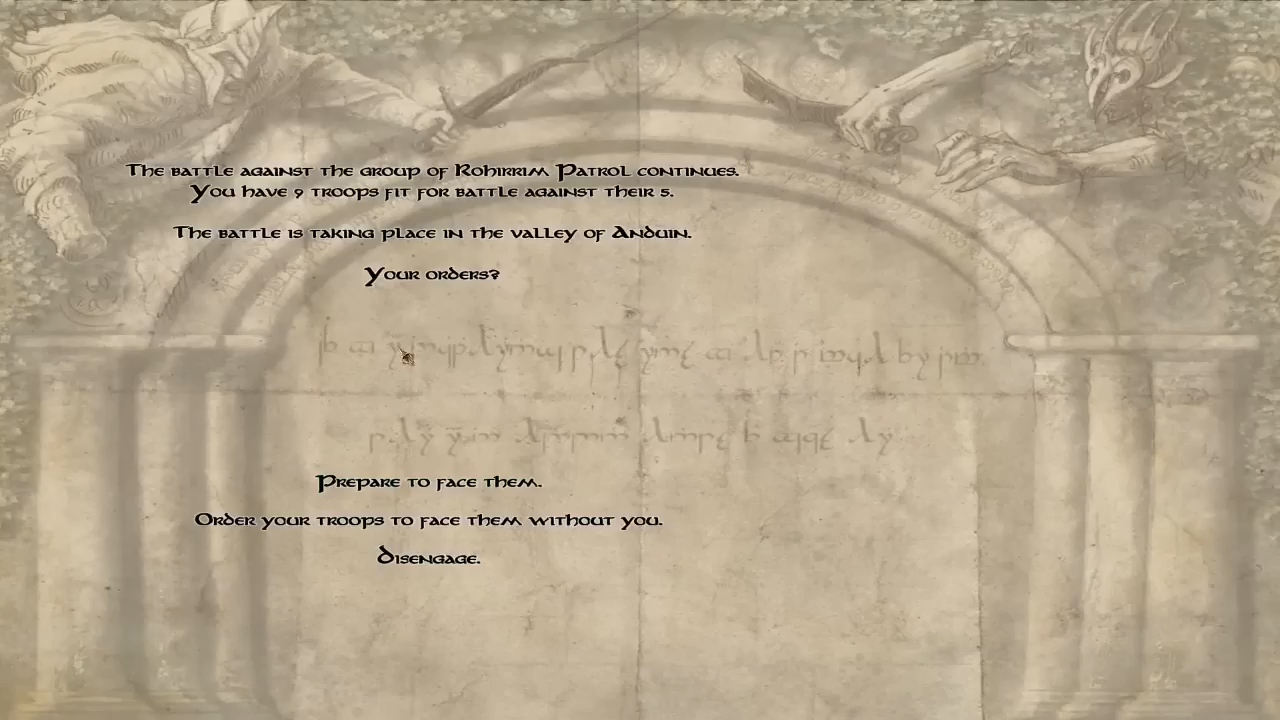 The battle against the group of Rohirrim Patrol continues.
You have 9 troops fit for battle against their 5.
The battle is taking place in the valley of Anduin.
Your orders?
Prepare to face them.
Order your troops to face them without you.
Disengage.